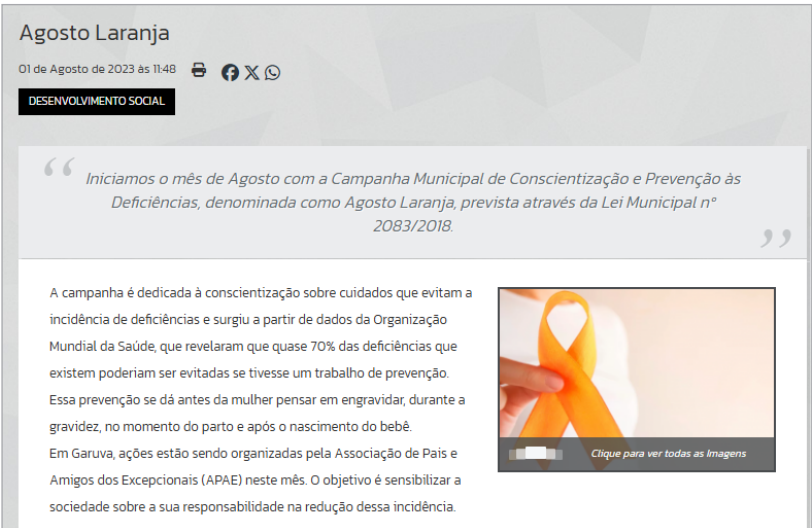 Agosto Laranja
01 de Agosto de 2023 às 11:48
DESENVOLVIMENTO SOCIAL
“ Iniciamos o mês de Agosto com a Campanha Municipal de Conscientização e Prevenção às
Deficiências, denominada como Agosto Laranja, prevista através da Lei Municipal nº
2083/2018. ”
A campanha é dedicada à conscientização sobre cuidados que evitam a
incidência de deficiências e surgiu a partir de dados da Organização
Mundial da Saúde, que revelaram que quase 70% das deficiências que
existem poderiam ser evitadas se tivesse um trabalho de prevenção.
Essa prevenção se dá antes da mulher pensar em engravidar, durante a
gravidez, no momento do parto e após o nascimento do bebê.
Em Garuva, ações estão sendo organizadas pela Associação de Pais e
Amigos dos Excepcionais (APAE) neste mês. O objetivo é sensibilizar a
sociedade sobre a sua responsabilidade na redução dessa incidência.
Clique para ver todas as Imagens